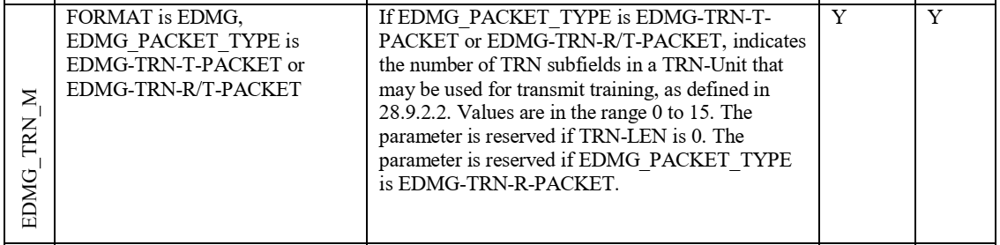 EDMG_TRN_M
FORMAT is EDMG,
EDMG_PACKET_TYPE is
EDMG-TRN-T-PACKET or
EDMG-TRN-R/T-PACKET
If EDMG_PACKET_TYPE is EDMG-TRN-T-
PACKET or EDMG-TRN-R/T-PACKET, indicates
the number of TRN subfields in a TRN-Unit that
may be used for transmit training, as defined in
28.9.2.2. Values are in the range 0 to 15. The
parameter is reserved if TRN-LEN is 0. The
parameter is reserved if EDMG_PACKET_TYPE
is EDMG-TRN-R-PACKET.
Y
Y